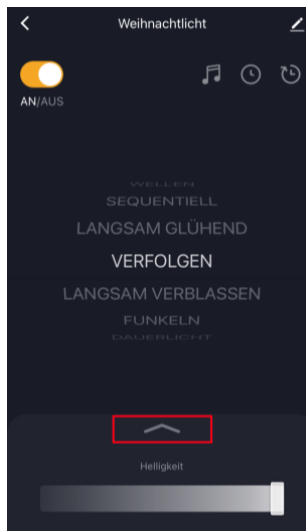 Weihnachtlicht
AN/AUS
WELLEN
SEQUENTIELL
LANGSAM GLÜHEND
VERFOLGEN
LANGSAM VERBLASSEN
FUNKELN
DAUERLICHT
Helligkeit